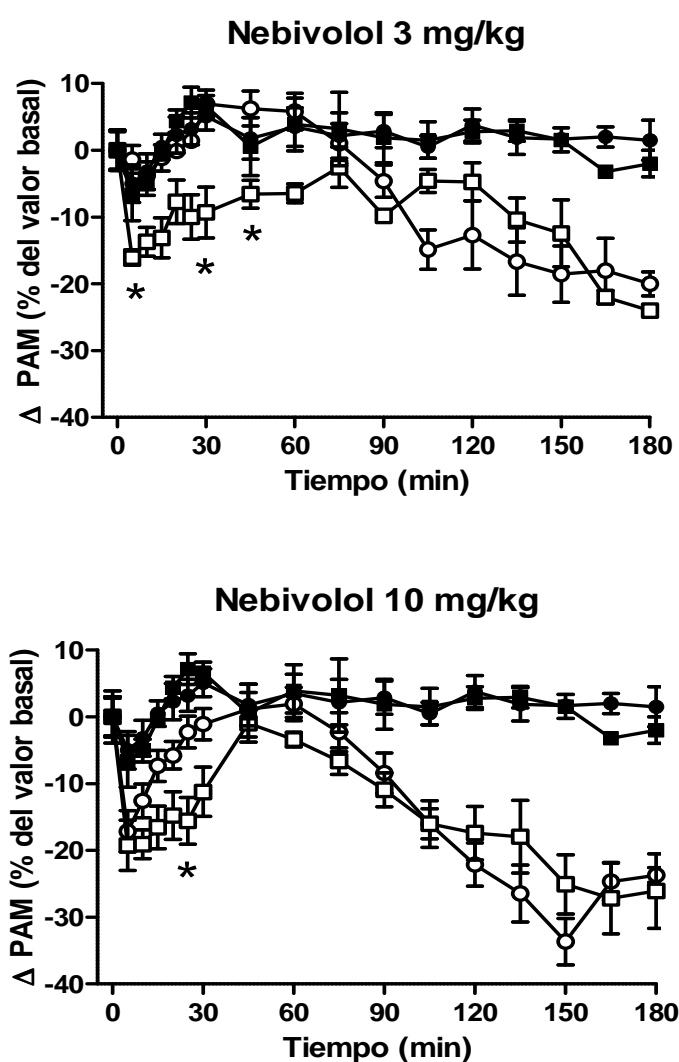 Nebivolol 3 mg/kg
Δ PAM (% del valor basal)
10
0
-10
-20
-30
-40
*
*
*
0 30 60 90 120 150 180
Tiempo (min)
Nebivolol 10 mg/kg
Δ PAM (% del valor basal)
10
0
-10
-20
-30
-40
*
0 30 60 90 120 150 180
Tiempo (min)